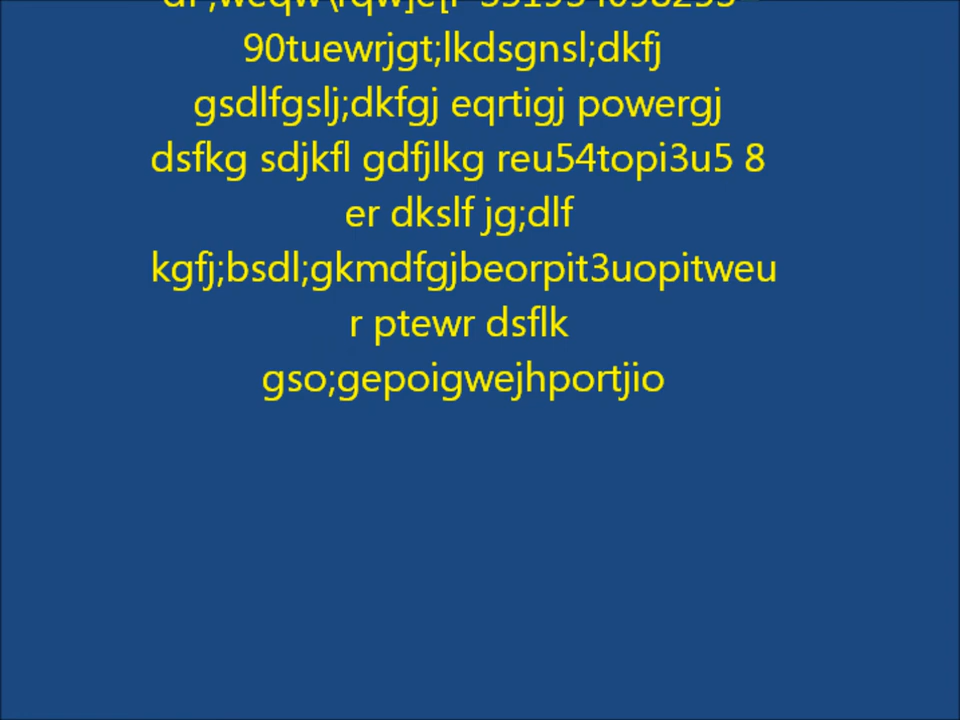 90tuewrjgt;lkdsgnsl;dkfj
gsdlfgslj;dkfgj eqrtigj powergj
dsfkg sdjkfl gdfjlkg reu54topi3u5 8
er dkslf jg;dlf
kgfj;bsdl;gkmdfgjbeorpit3uopitweu
r ptewr dsflk
gso;gepoigwejhportjio